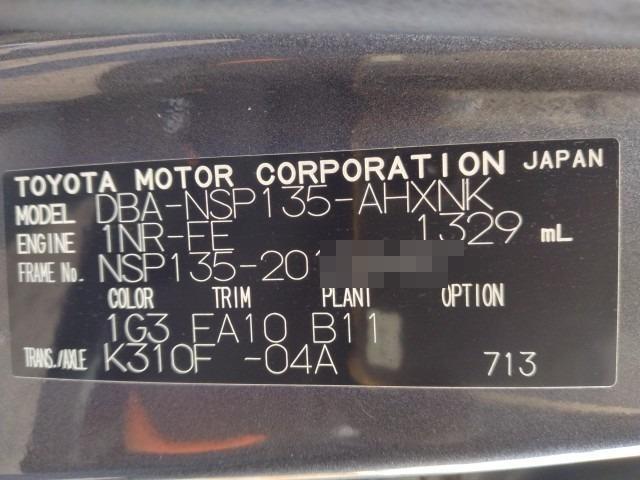 TOYOTA MOTOR CORPORATION JAPAN
MODEL DBA-NSP135-AHXNK
ENGINE 1NR-FE 1329 mL
FRAME No. NSP135-20
COLOR TRIM PLANT OPTION
1G3 FA10 B11
TRANS./AXLE K310F -04A 713